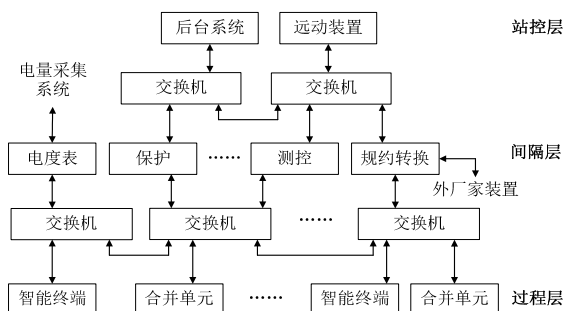 后台系统 远动装置 站控层
电量采集
系统
交换机 交换机
电度表 保护 …… 测控 规约转换 间隔层
外厂家装置
交换机 交换机 …… 交换机
智能终端 合并单元 …… 智能终端 合并单元 过程层